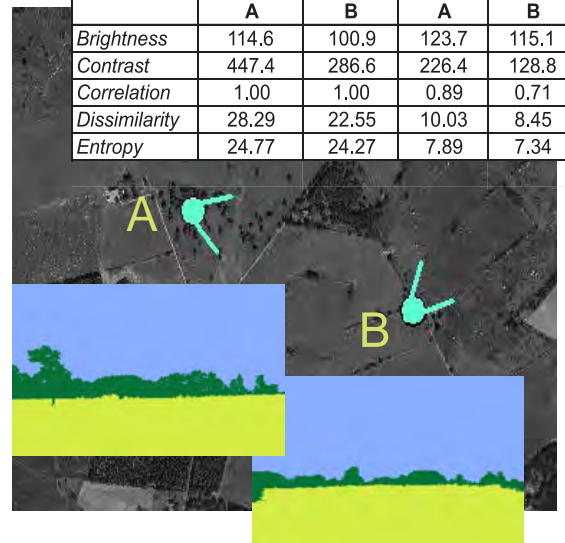 A B A B
Brightness 114.6 100.9 123.7 115.1
Contrast 447.4 286.6 226.4 128.8
Correlation 1.00 1.00 0.89 0.71
Dissimilarity 28.29 22.55 10.03 8.45
Entropy 24.77 24.27 7.89 7.34
A
B